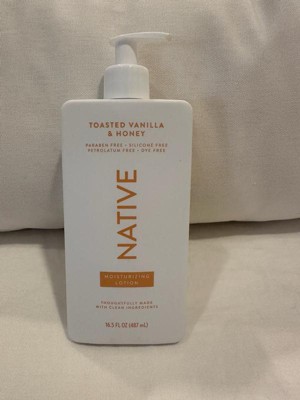 TOASTED VANILLA
& HONEY
PARABEN FREE • SILICONE FREE
PETROLATUM FREE • DYE FREE
NATIVE
MOISTURIZING
LOTION
THOUGHTFULLY MADE
WITH CLEAN INGREDIENTS
16.5 FL OZ (487 mL)